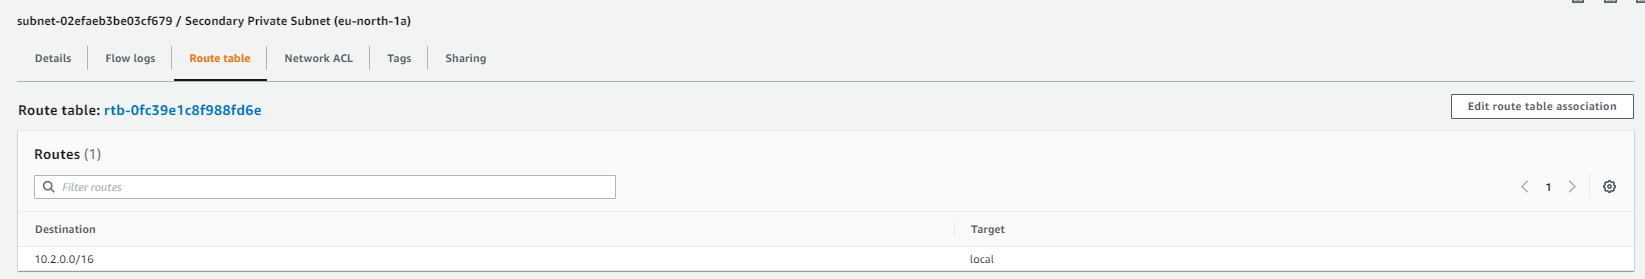 subnet-02efaeb3be03cf679 / Secondary Private Subnet (eu-north-1a)
Details Flow logs Route table Network ACL Tags Sharing
Route table: rtb-0fc39e1c8f988fd6e Edit route table association
Routes (1)
Filter routes 1
Destination Target
10.2.0.0/16 local